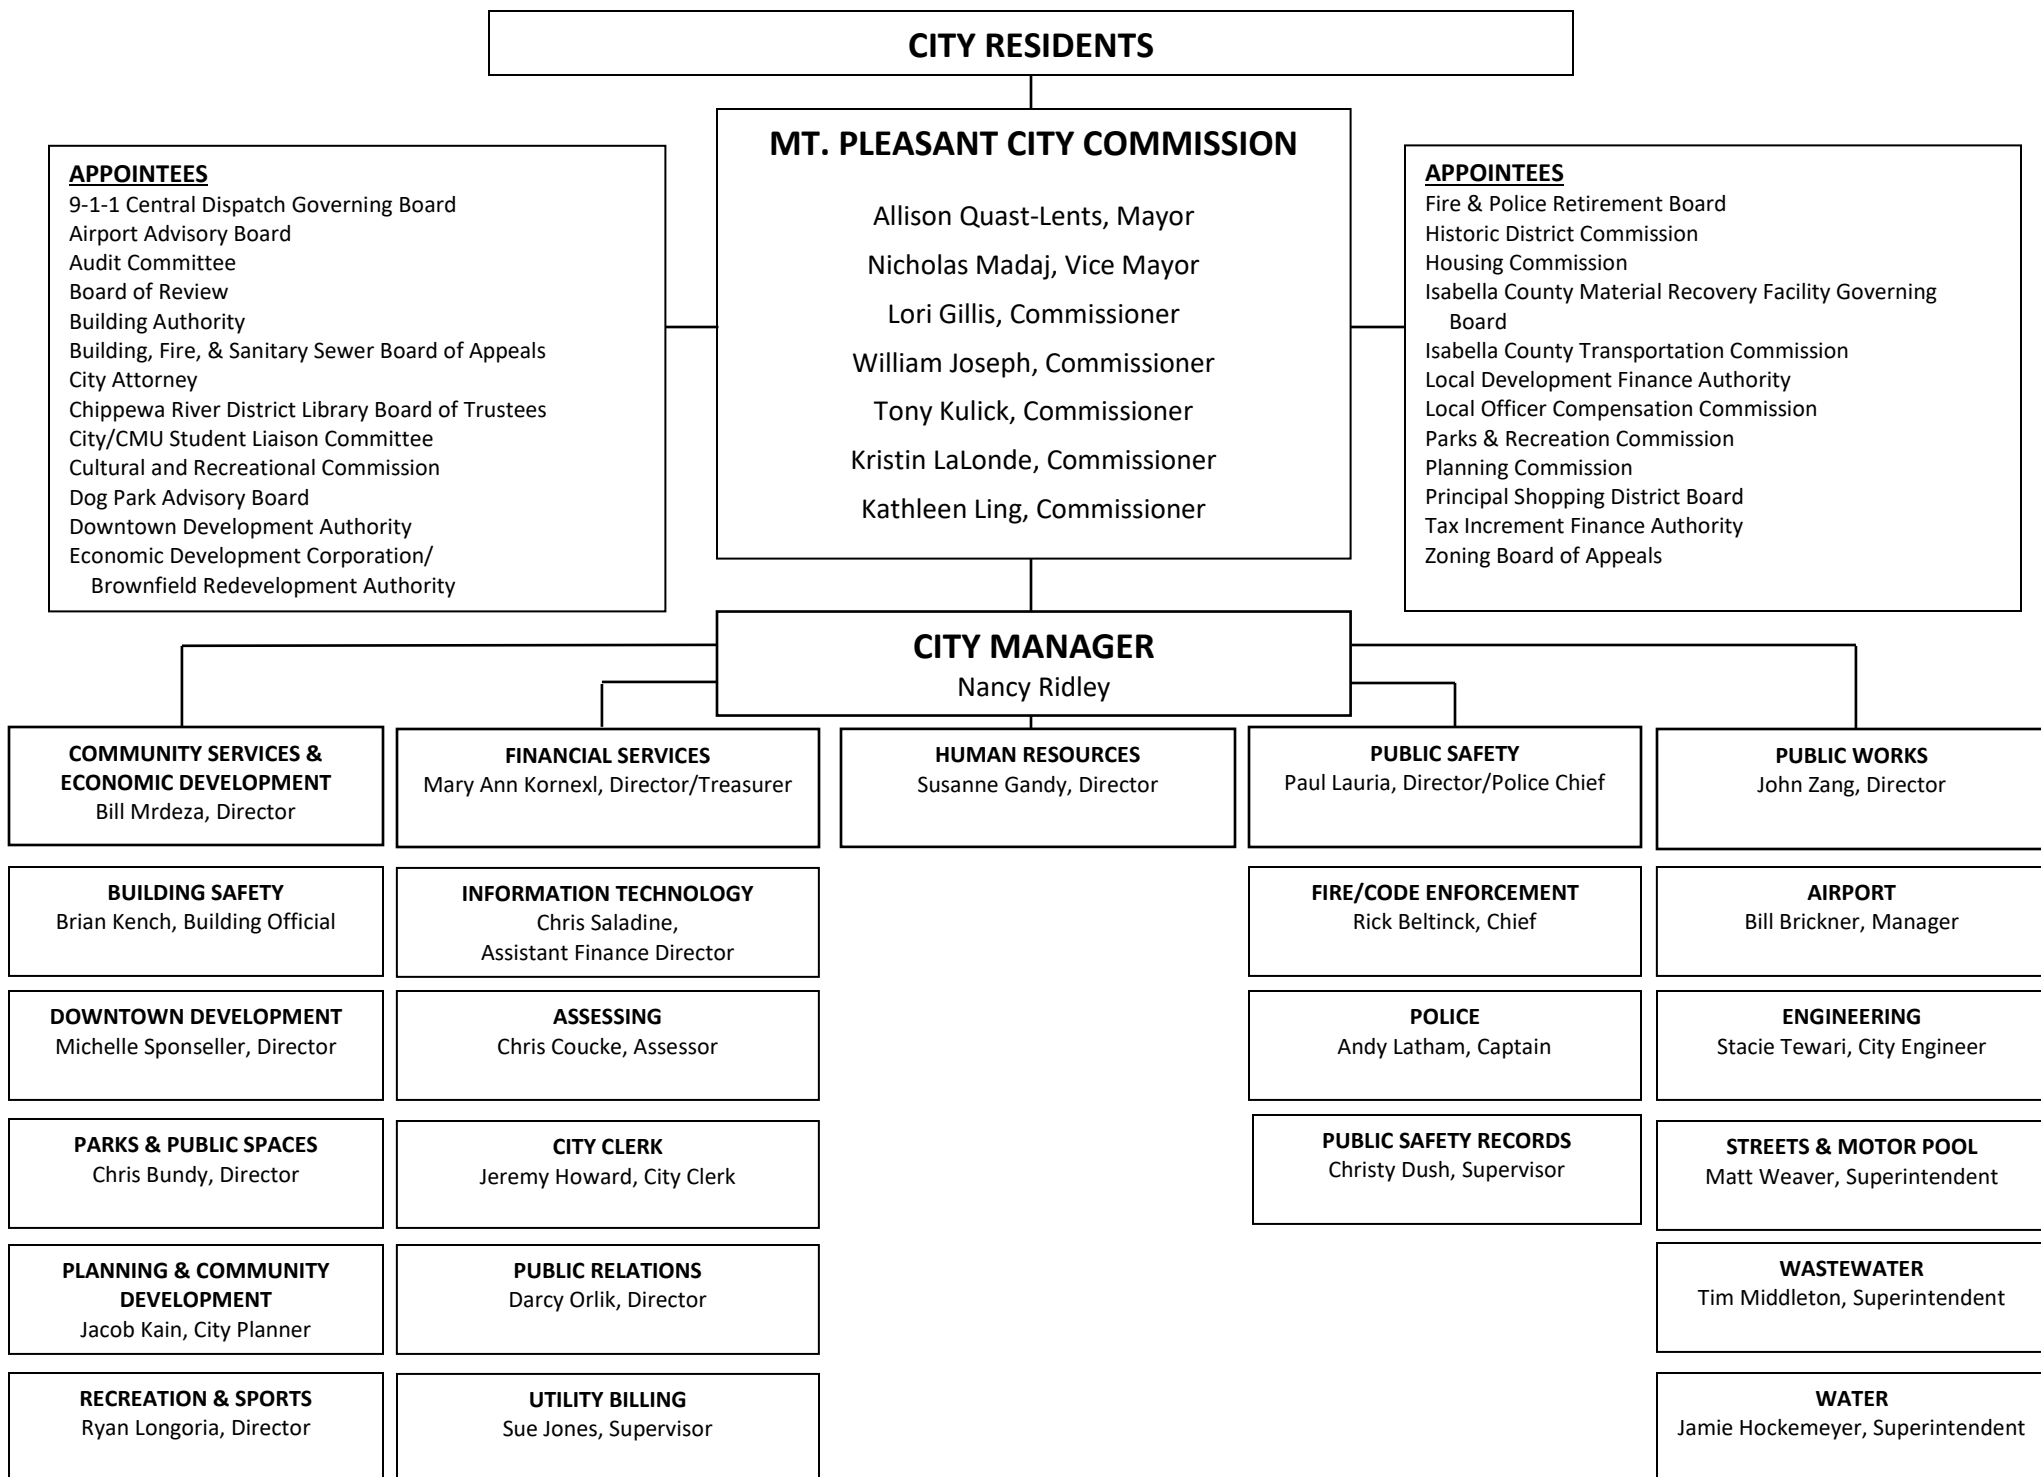 CITY RESIDENTS
MT. PLEASANT CITY COMMISSION
Allison Quast-Lents, Mayor
Nicholas Madaj, Vice Mayor
Lori Gillis, Commissioner
William Joseph, Commissioner
Tony Kulick, Commissioner
Kristin LaLonde, Commissioner
Kathleen Ling, Commissioner
APPOINTEES
9-1-1 Central Dispatch Governing Board
Airport Advisory Board
Audit Committee
Board of Review
Building Authority
Building, Fire, & Sanitary Sewer Board of Appeals
City Attorney
Chippewa River District Library Board of Trustees
City/CMU Student Liaison Committee
Cultural and Recreational Commission
Dog Park Advisory Board
Downtown Development Authority
Economic Development Corporation/
Brownfield Redevelopment Authority
APPOINTEES
Fire & Police Retirement Board
Historic District Commission
Housing Commission
Isabella County Material Recovery Facility Governing
Board
Isabella County Transportation Commission
Local Development Finance Authority
Local Officer Compensation Commission
Parks & Recreation Commission
Planning Commission
Principal Shopping District Board
Tax Increment Finance Authority
Zoning Board of Appeals
CITY MANAGER
Nancy Ridley
COMMUNITY SERVICES &
ECONOMIC DEVELOPMENT
Bill Mrdeza, Director
BUILDING SAFETY
Brian Kench, Building Official
DOWNTOWN DEVELOPMENT
Michelle Sponseller, Director
PARKS & PUBLIC SPACES
Chris Bundy, Director
PLANNING & COMMUNITY
DEVELOPMENT
Jacob Kain, City Planner
RECREATION & SPORTS
Ryan Longoria, Director
FINANCIAL SERVICES
Mary Ann Kornexl, Director/Treasurer
INFORMATION TECHNOLOGY
Chris Saladine,
Assistant Finance Director
ASSESSING
Chris Coucke, Assessor
CITY CLERK
Jeremy Howard, City Clerk
PUBLIC RELATIONS
Darcy Orlik, Director
UTILITY BILLING
Sue Jones, Supervisor
HUMAN RESOURCES
Susanne Gandy, Director
PUBLIC SAFETY
Paul Lauria, Director/Police Chief
FIRE/CODE ENFORCEMENT
Rick Beltinck, Chief
POLICE
Andy Latham, Captain
PUBLIC SAFETY RECORDS
Christy Dush, Supervisor
PUBLIC WORKS
John Zang, Director
AIRPORT
Bill Brickner, Manager
ENGINEERING
Stacie Tewari, City Engineer
STREETS & MOTOR POOL
Matt Weaver, Superintendent
WASTEWATER
Tim Middleton, Superintendent
WATER
Jamie Hockemeyer, Superintendent